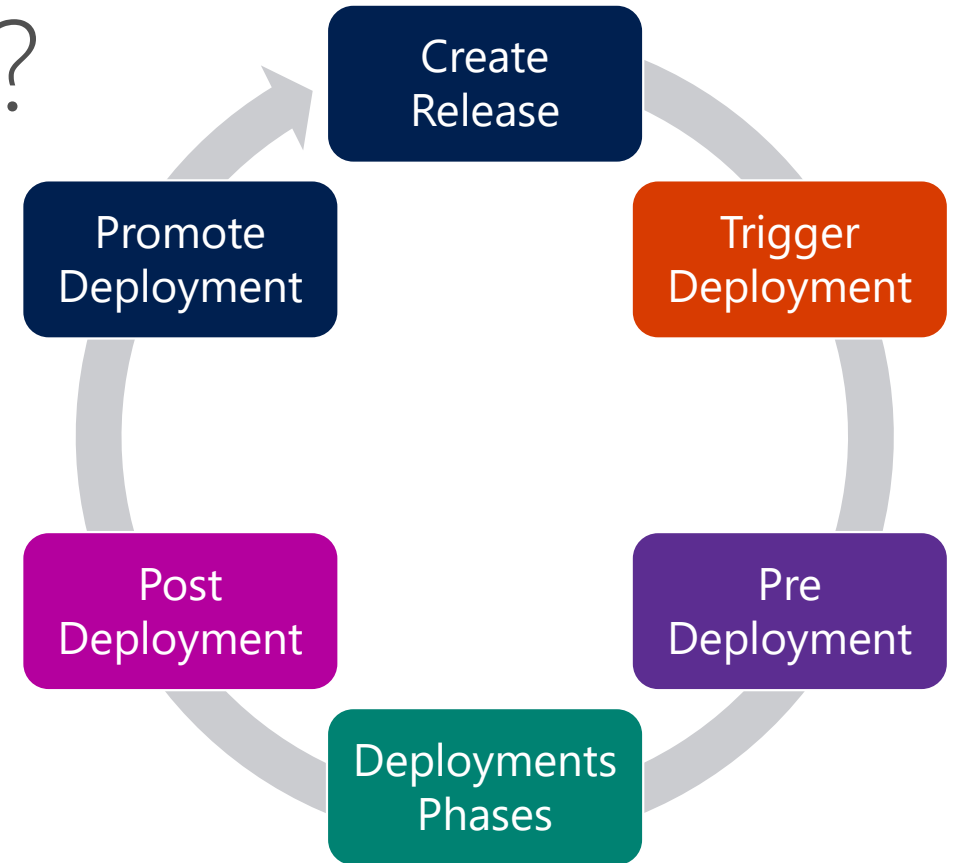 ?
Create
Release
Trigger
Deployment
Pre
Deployment
Deployments
Phases
Post
Deployment
Promote
Deployment